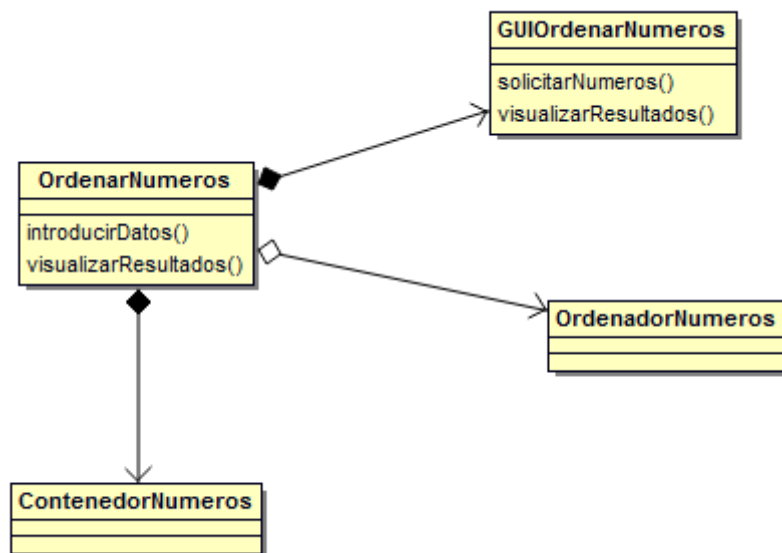 GUIOrdenarNumeros
solicitarNumeros()
visualizarResultados()
OrdenarNumeros
introducirDatos()
visualizarResultados()
OrdenadorNumeros
ContenedorNumeros